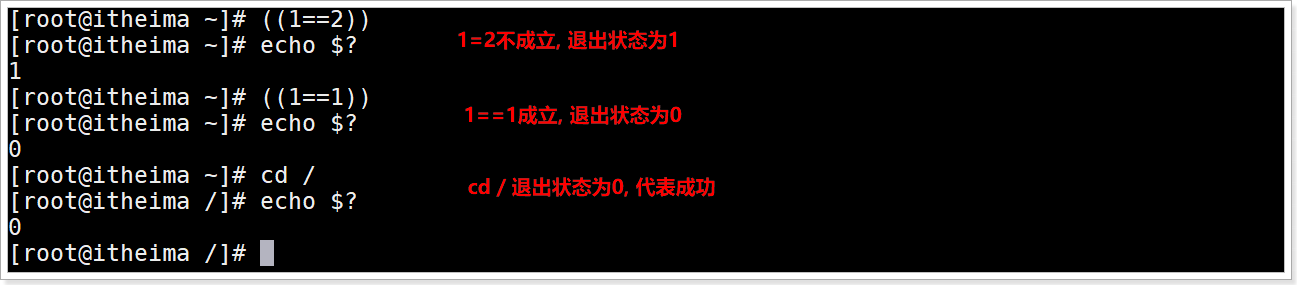 [root@itheima ~]# ((1==2))
[root@itheima ~]# echo $?
1=2不成立, 退出状态为1
1
[root@itheima ~]# ((1==1))
[root@itheima ~]# echo $?
1==1成立, 退出状态为0
0
[root@itheima ~]# cd /
[root@itheima /]# echo $?
cd / 退出状态为0, 代表成功
0
[root@itheima /]#